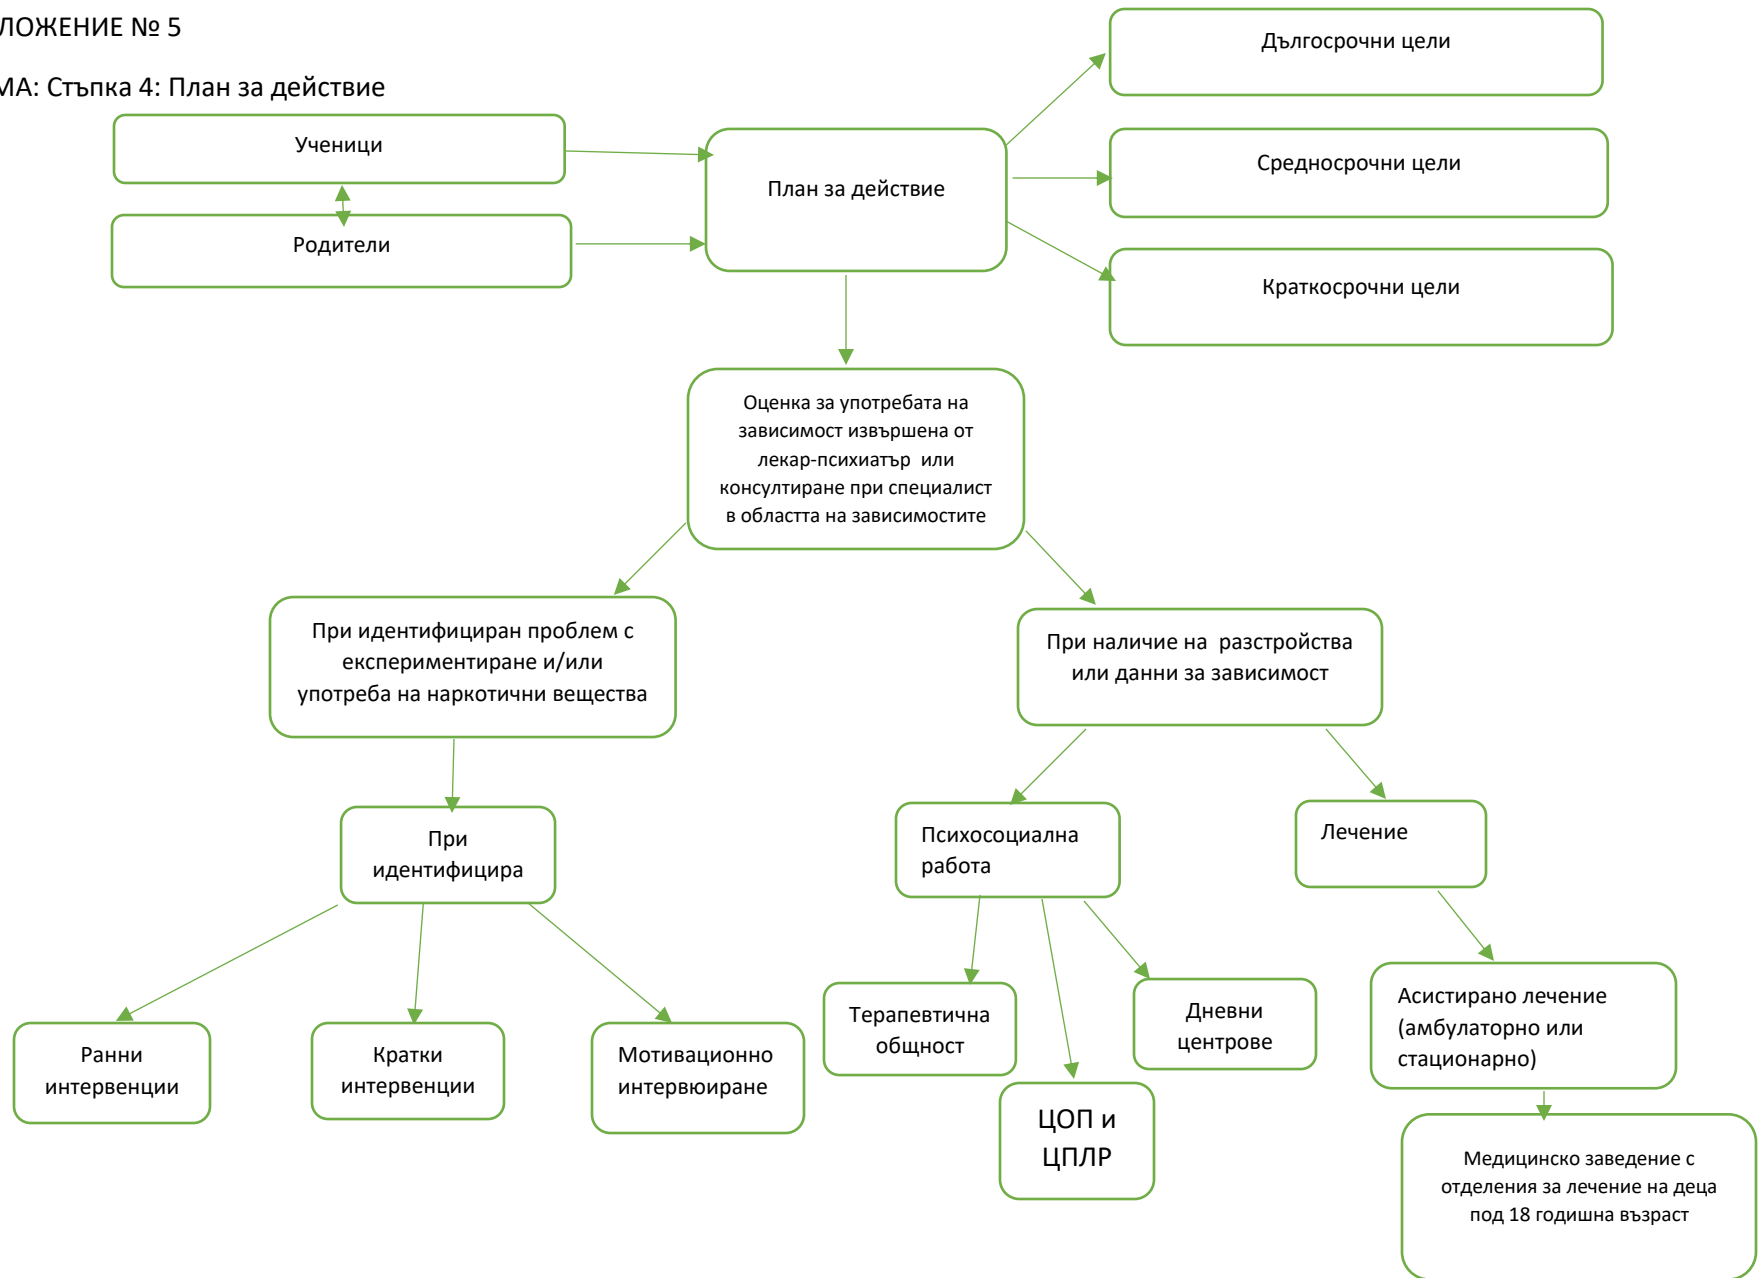 ЛОЖЕНИЕ № 5
МА: Стъпка 4: План за действие
Дългосрочни цели
Ученици
План за действие
Средносрочни цели
Родители
Краткосрочни цели
Оценка за употребата на
зависимост извършена от
лекар-психиатър или
консултиране при специалист
в областта на зависимостите
При идентифициран проблем с
експериментиране и/или
употреба на наркотични вещества
При наличие на разстройства
или данни за зависимост
При
идентифицира
Психосоциална
работа
Лечение
Ранни
интервенции
Кратки
интервенции
Мотивационно
интервюиране
Терапевтична
общност
ЦОП и
ЦПЛР
Дневни
центрове
Асистирано лечение
(амбулаторно или
стационарно)
Медицинско заведение с
отделения за лечение на деца
под 18 годишна възраст